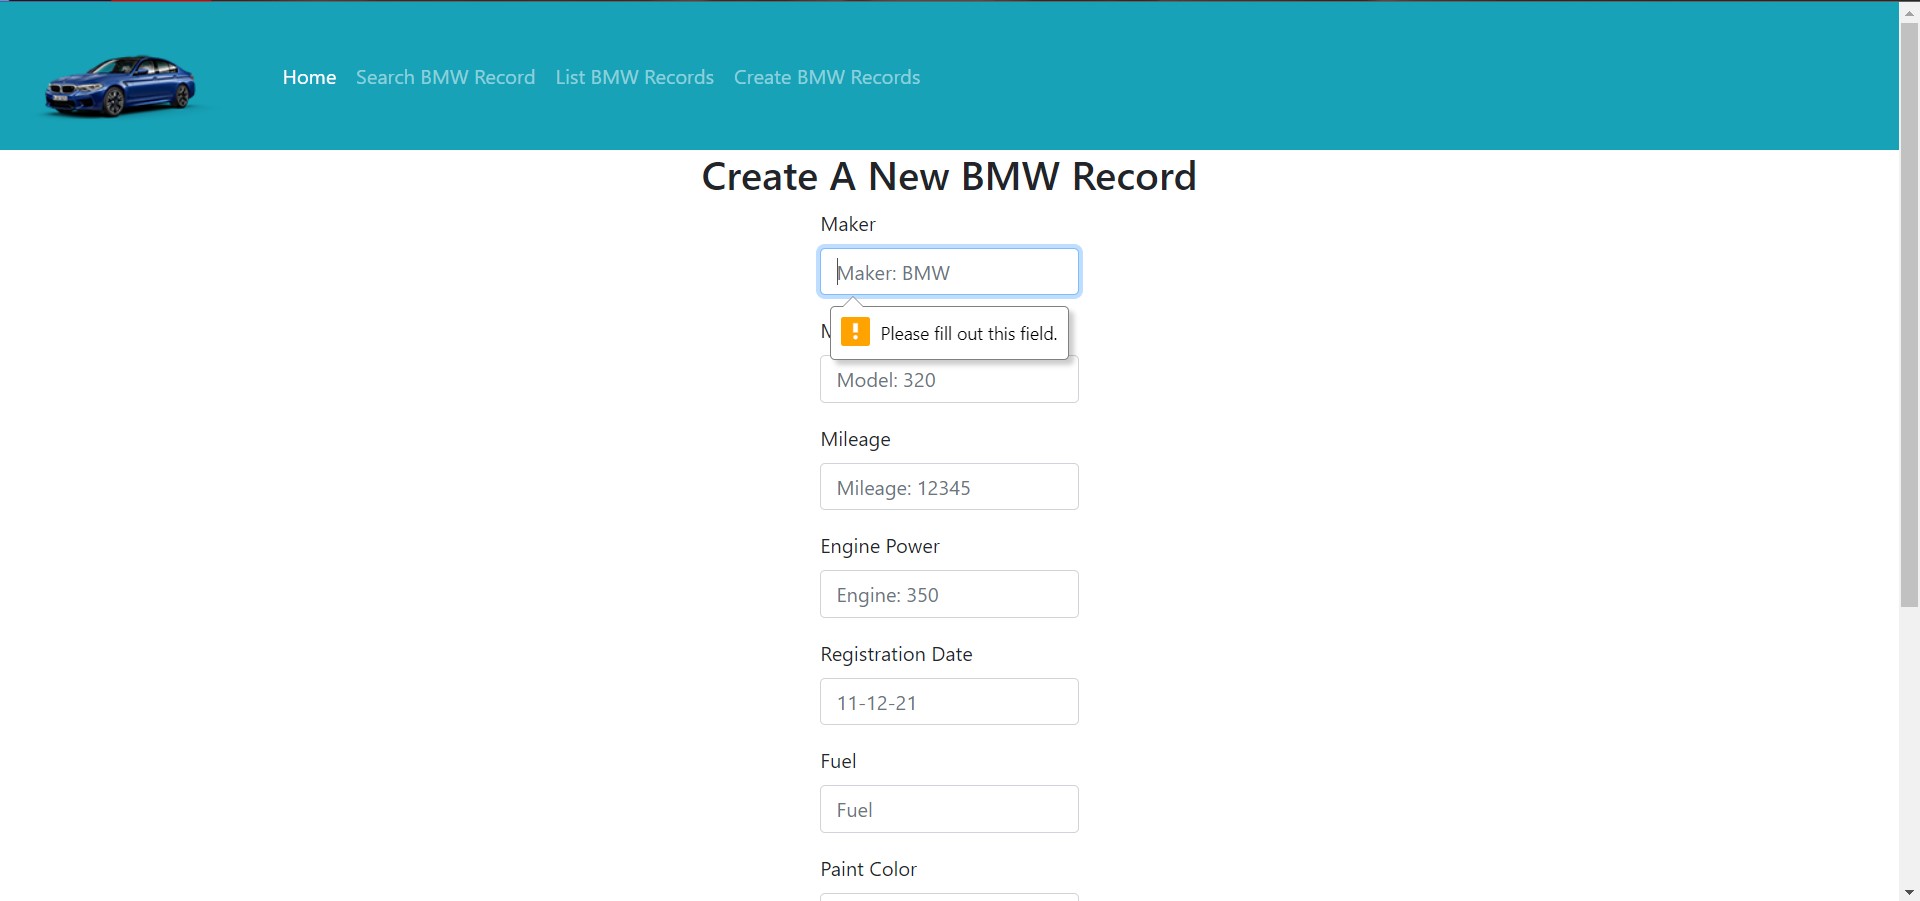 Home Search BMW Record List BMW Records Create BMW Records
Create A New BMW Record
Maker
Maker: BMW
Please fill out this field.
Model: 320
Mileage
Mileage: 12345
Engine Power
Engine: 350
Registration Date
11-12-21
Fuel
Fuel
Paint Color